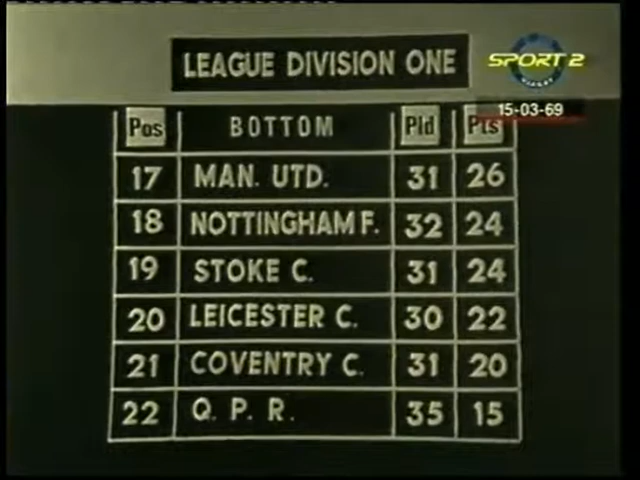 LEAGUE DIVISION ONE
SPORT 2
15-03-69
Pos BOTTOM Pld Pts
17 MAN. UTD. 31 26
18 NOTTINGHAM F. 32 24
19 STOKE C. 31 24
20 LEICESTER C. 30 22
21 COVENTRY C. 31 20
22 Q. P. R. 35 15